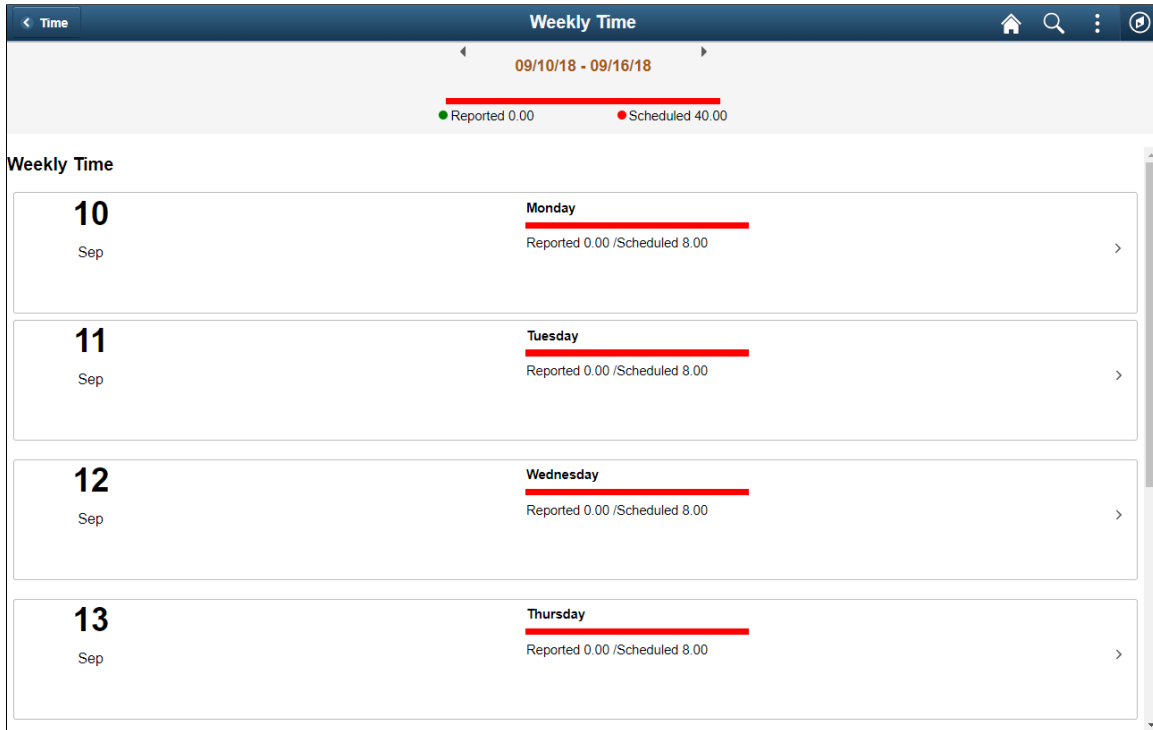 Time
Weekly Time
09/10/18 - 09/16/18
Reported 0.00
Scheduled 40.00
Weekly Time
10
Sep
Monday
Reported 0.00 /Scheduled 8.00
11
Sep
Tuesday
Reported 0.00 /Scheduled 8.00
12
Sep
Wednesday
Reported 0.00 /Scheduled 8.00
13
Sep
Thursday
Reported 0.00 /Scheduled 8.00